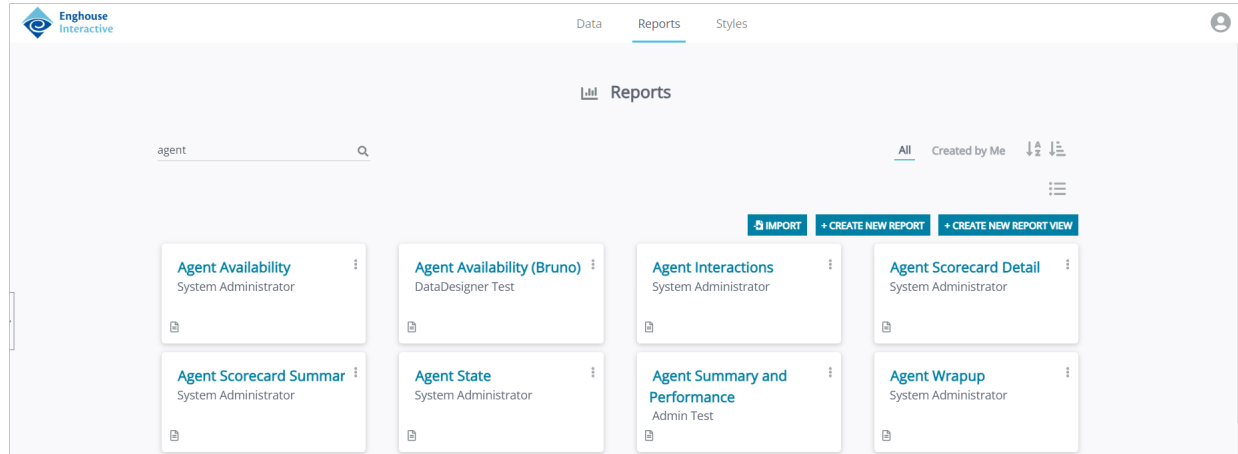 Enghouse
Interactive
Data Reports Styles
Reports
agent
All Created by Me
IMPORT + CREATE NEW REPORT + CREATE NEW REPORT VIEW
Agent Availability Agent Availability (Bruno) Agent Interactions Agent Scorecard Detail
System Administrator DataDesigner Test System Administrator System Administrator
Agent Scorecard Summar Agent State Agent Summary and Agent Wrapup
System Administrator System Administrator Performance System Administrator
Admin Test